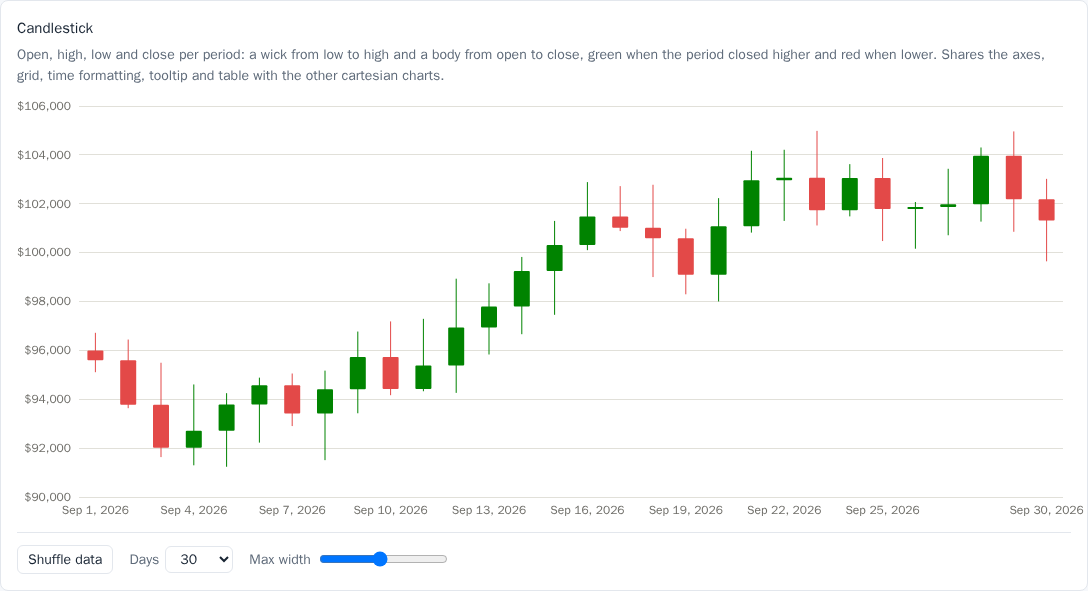 Candlestick
Open, high, low and close per period: a wick from low to high and a body from open to close, green when the period closed higher and red when lower. Shares the axes,
grid, time formatting, tooltip and table with the other cartesian charts.
$106,000
$104,000
$102,000
$100,000
$98,000
$96,000
$94,000
$92,000
$90,000
Sep 1, 2026 Sep 4, 2026 Sep 7, 2026 Sep 10, 2026 Sep 13, 2026 Sep 16, 2026 Sep 19, 2026 Sep 22, 2026 Sep 25, 2026 Sep 30, 2026
Shuffle data Days 30 Max width